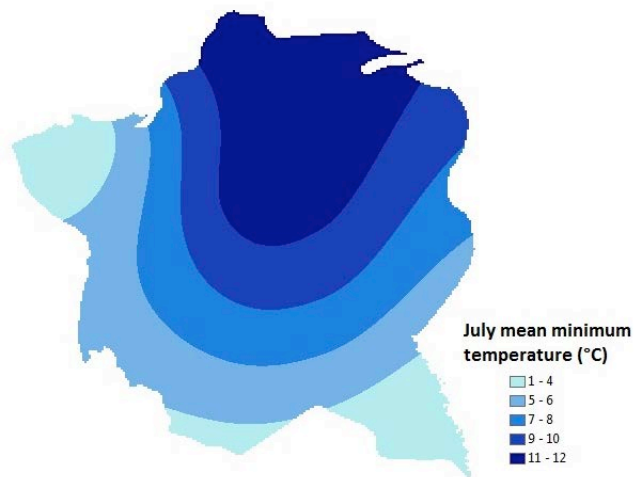 July mean minimum
temperature (°C)
1 - 4
5 - 6
7 - 8
9 - 10
11 - 12